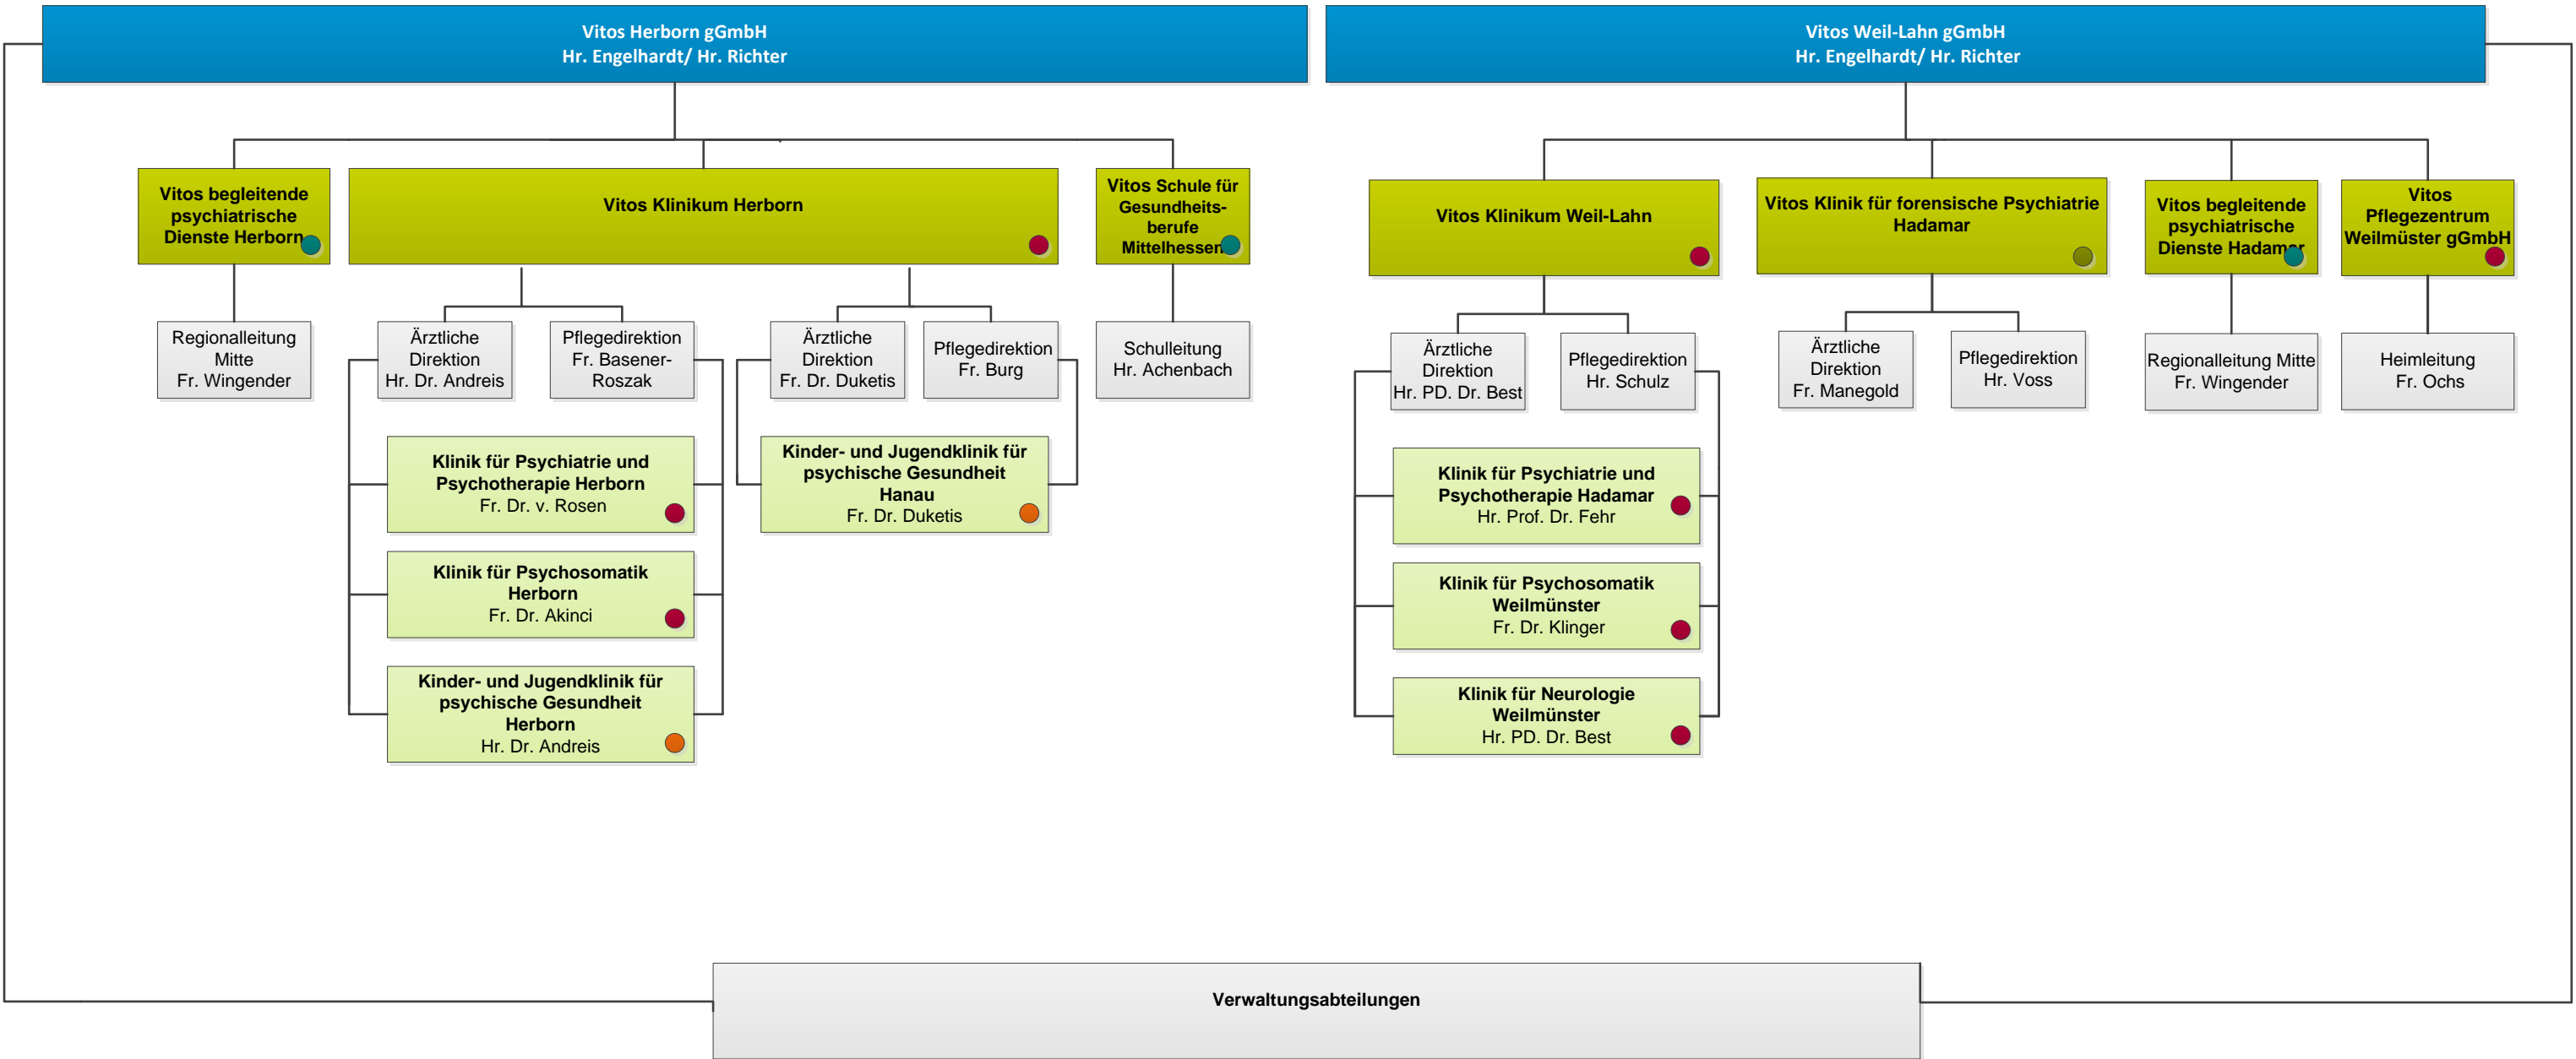 Vitos Herborn gGmbH
Hr. Engelhardt/ Hr. Richter
Vitos Weil-Lahn gGmbH
Hr. Engelhardt/ Hr. Richter
Vitos begleitende
psychiatrische
Dienste Herborn
Vitos Klinikum Herborn
Vitos Schule für
Gesundheits-
berufe
Mittelhessen
Vitos Klinikum Weil-Lahn
Vitos Klinik für forensische Psychiatrie
Hadamar
Vitos begleitende
psychiatrische
Dienste Hadamar
Vitos
Pflegezentrum
Weilmüster gGmbH
Regionalleitung
Mitte
Fr. Wingender
Ärztliche
Direktion
Hr. Dr. Andreis
Pflegedirektion
Fr. Basener-
Roszak
Ärztliche
Direktion
Fr. Dr. Duketis
Pflegedirektion
Fr. Burg
Schulleitung
Hr. Achenbach
Ärztliche
Direktion
Hr. PD. Dr. Best
Pflegedirektion
Hr. Schulz
Ärztliche
Direktion
Fr. Manegold
Pflegedirektion
Hr. Voss
Regionalleitung Mitte
Fr. Wingender
Heimleitung
Fr. Ochs
Klinik für Psychiatrie und
Psychotherapie Herborn
Fr. Dr. v. Rosen
Kinder- und Jugendklinik für
psychische Gesundheit
Hanau
Fr. Dr. Duketis
Klinik für Psychiatrie und
Psychotherapie Hadamar
Hr. Prof. Dr. Fehr
Klinik für Psychosomatik
Herborn
Fr. Dr. Akinci
Klinik für Psychosomatik
Weilmünster
Fr. Dr. Klinger
Kinder- und Jugendklinik für
psychische Gesundheit
Herborn
Hr. Dr. Andreis
Klinik für Neurologie
Weilmünster
Hr. PD. Dr. Best
Verwaltungsabteilungen